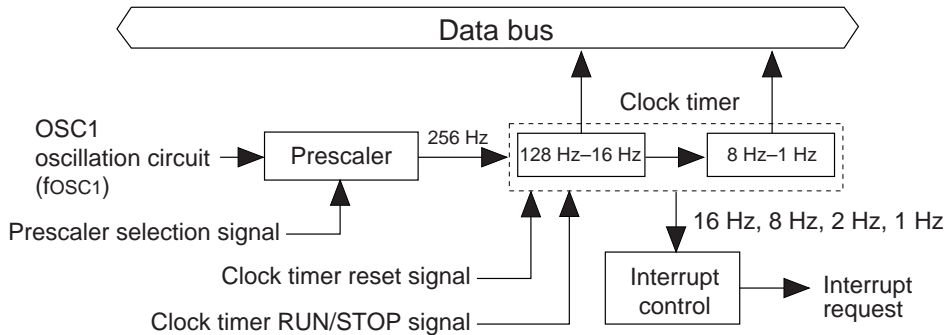 Data bus
Clock timer
OSC1
oscillation circuit
(fOSC1)
Prescaler
256 Hz
128 Hz–16 Hz
8 Hz–1 Hz
Prescaler selection signal
16 Hz, 8 Hz, 2 Hz, 1 Hz
Clock timer reset signal
Interrupt
control
Interrupt
request
Clock timer RUN/STOP signal